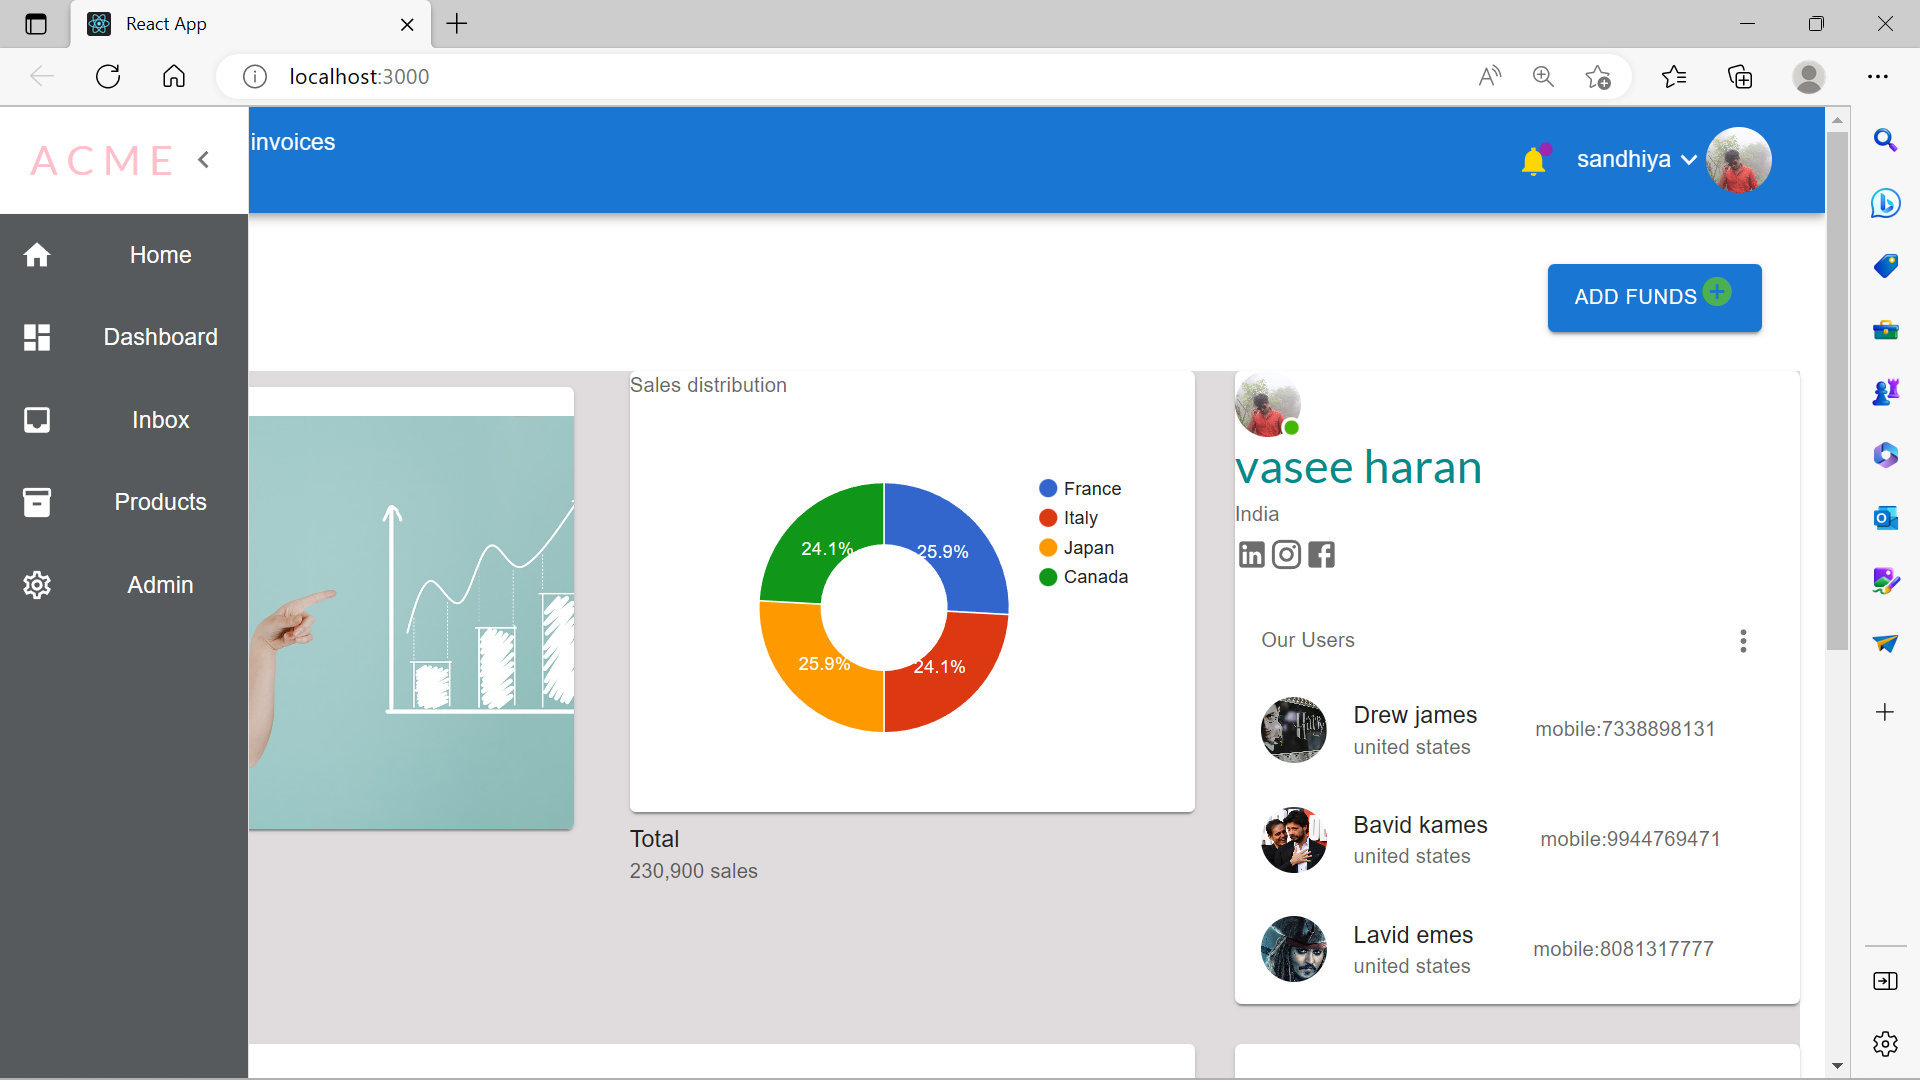 React App
localhost:3000
ACME
invoices
sandhiya
Home
Dashboard
Inbox
Products
Admin
ADD FUNDS
Sales distribution
24.1%
25.9%
25.9%
24.1%
France
Italy
Japan
Canada
Total
230,900 sales
vasee haran
India
Our Users
Drew james
united states
mobile:7338898131
Bavid kames
united states
mobile:9944769471
Lavid emes
united states
mobile:8081317777